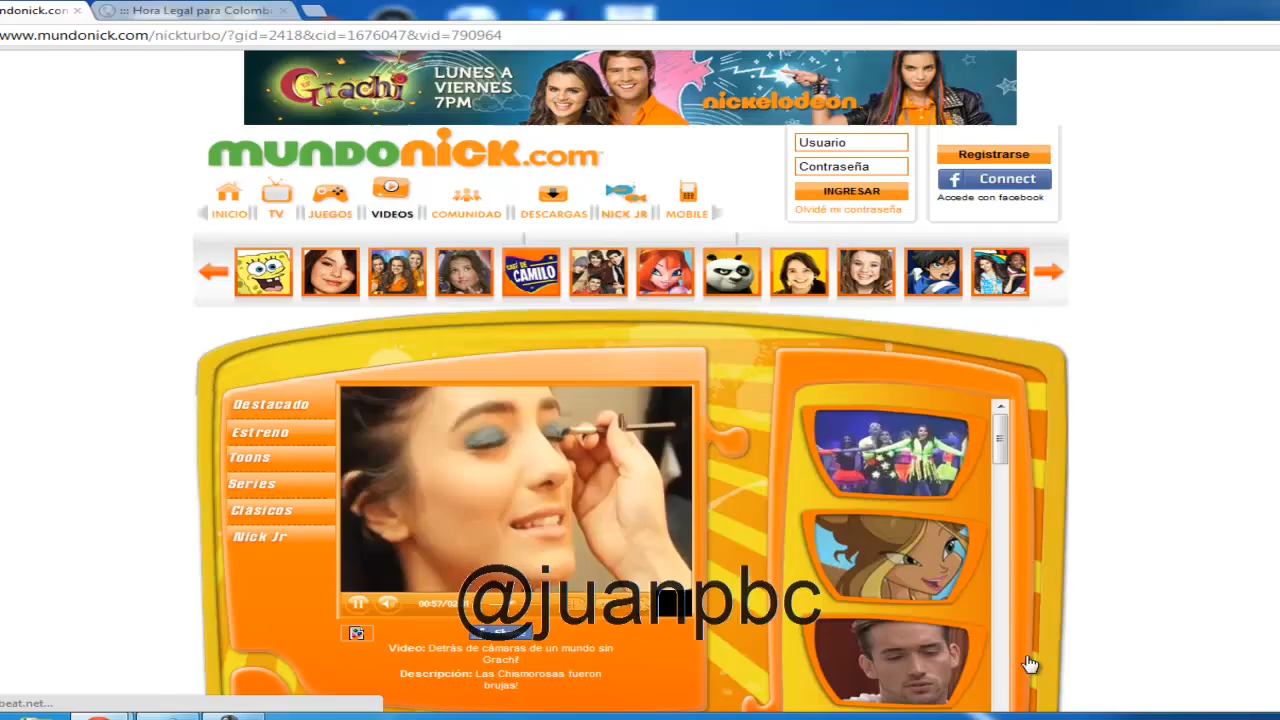 ndonick.con
::: Hora Legal para Colomb
www.mundonick.com/nickturbo/?gid=2418&cid=1676047&vid=790964
Grachi
LUNES A
VIERNES
7PM
nickelodeon
mundonick.com
Usuario
Contraseña
INGRESAR
Olvidé mi contraseña
Registrarse
f Connect
Accede con facebook
INICIO
TV
JUEGOS
VIDEOS
COMUNIDAD
DESCARGAS
NICK JR
MOBILE
CASI DE
CAMILO
Destacado
Estreno
Toons
Series
Clasicos
Nick Jr
@juanpbc
Video: Detrás de cámaras de un mundo sin
Grachi!
Descripción: Las Chismorosas fueron
brujas!
beat.net...